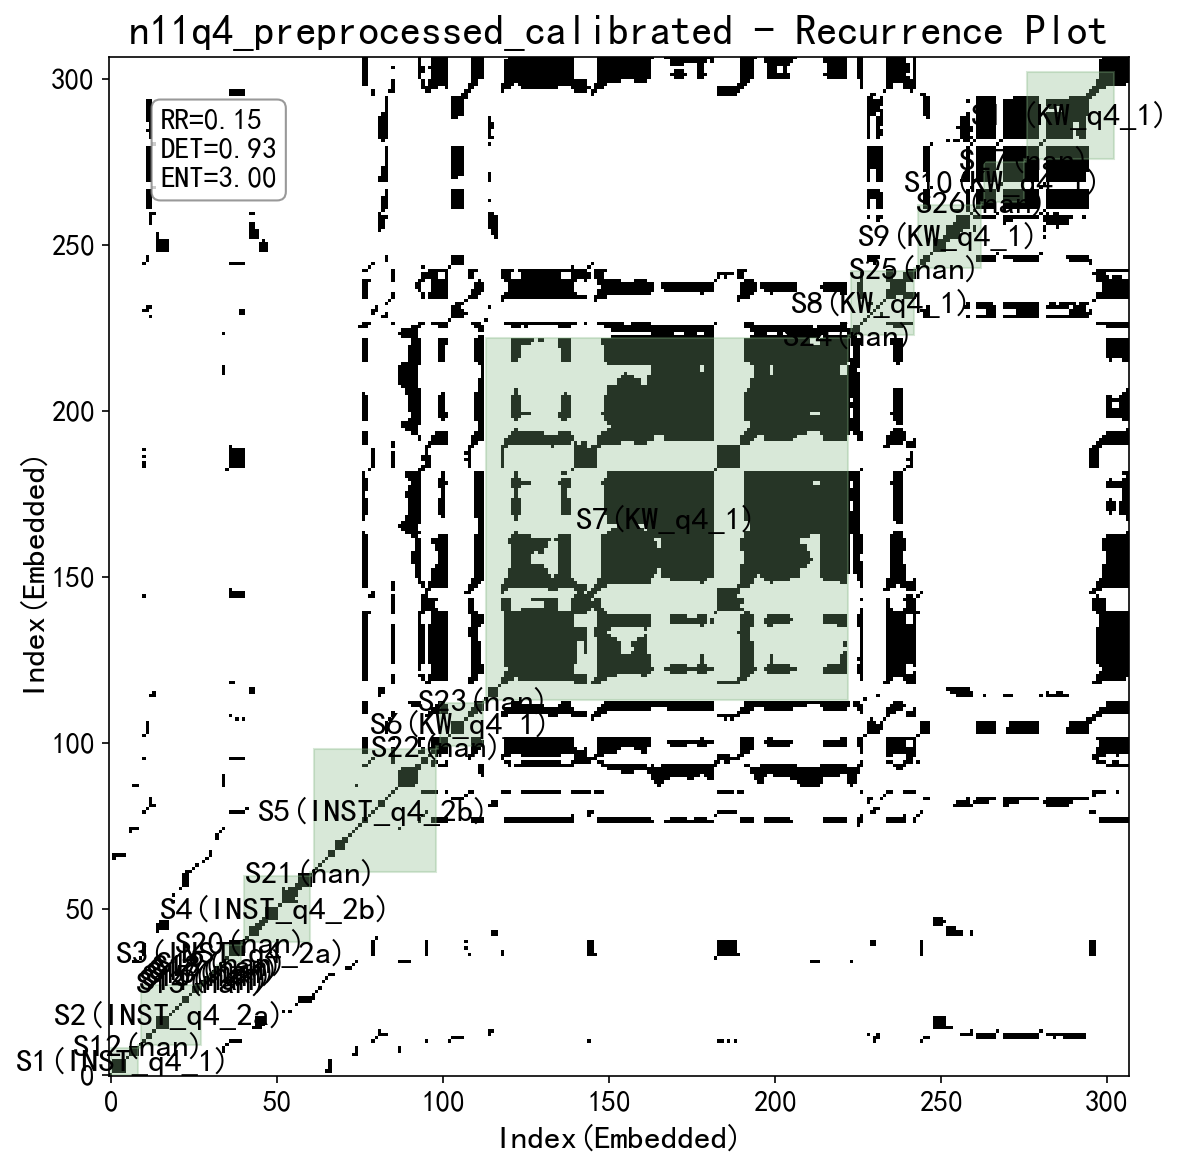 n11q4_preprocessed_calibrated - Recurrence Plot
RR=0.15
DET=0.93
ENT=3.00
300
250
200
150
100
50
0
Index(Embedded)
(KW_q4_1)
S10(KW_q4_1)
S26(nan)
S9(KW_q4_1)
S25(nan)
S8(KW_q4_1)
S24(nan)
S7(KW_q4_1)
S23(nan)
S6(KW_q4_1)
S22(nan)
S5(INST_q4_2b)
S21(nan)
S4(INST_q4_2b)
S20(nan)
S3(INST_q4_2a)
S2(INST_q4_2a)
S12(nan)
S1(INST_q4_1)
0 50 100 150 200 250 300
Index(Embedded)